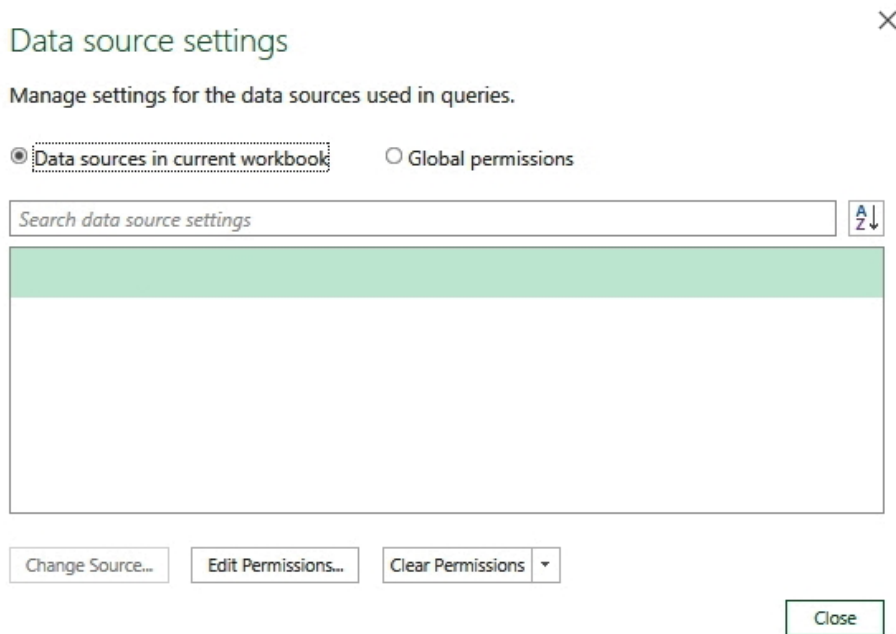 Data source settings
Manage settings for the data sources used in queries.
Data sources in current workbook Global permissions
Search data source settings
A
Z
Change Source... Edit Permissions... Clear Permissions
Close